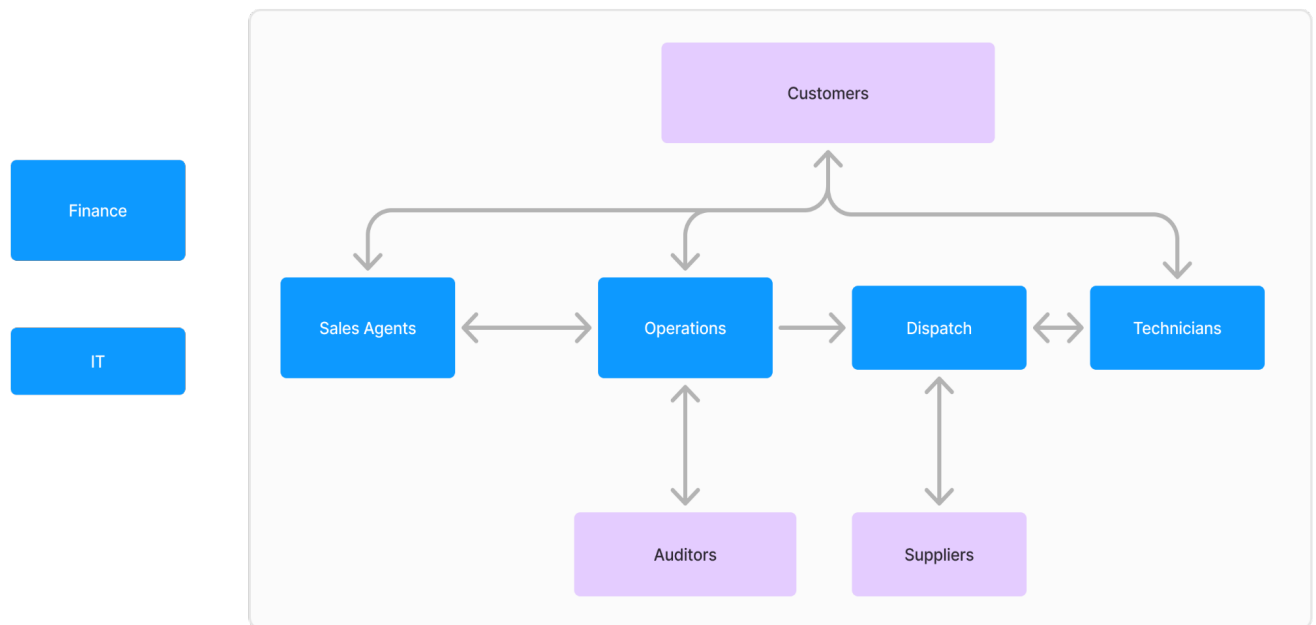 Customers
Finance
Sales Agents
Operations
Dispatch
Technicians
IT
Auditors
Suppliers